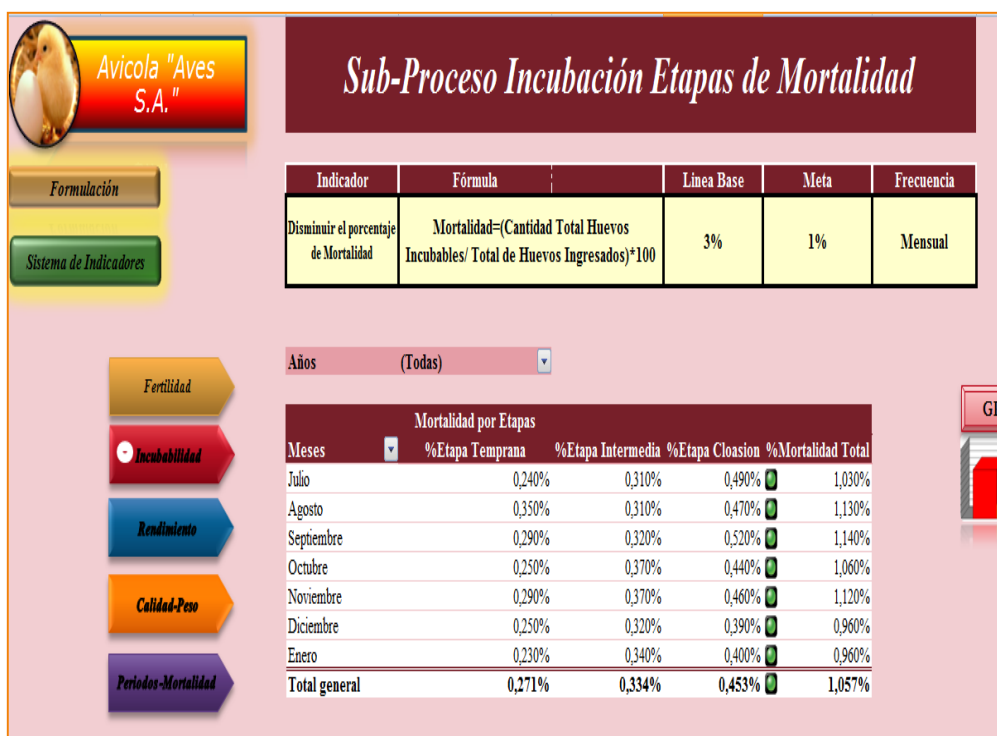 Avicola "Aves
S.A."
Sub-Proceso Incubación Etapas de Mortalidad
Formulación
Sistema de Indicadores
Indicador Fórmula Linea Base Meta Frecuencia
Disminuir el porcentaje
de Mortalidad
Mortalidad=(Cantidad Total Huevos
Incubables/ Total de Huevos Ingresados)*100
3% 1% Mensual
Años (Todas)
Fertilidad
Incubabilidad
Rendimiento
Calidad-Peso
Periodos-Mortalidad
Mortalidad por Etapas
Meses %Etapa Temprana %Etapa Intermedia %Etapa Cloasion %Mortalidad Total
Julio 0,240% 0,310% 0,490% 1,030%
Agosto 0,350% 0,310% 0,470% 1,130%
Septiembre 0,290% 0,320% 0,520% 1,140%
Octubre 0,250% 0,370% 0,440% 1,060%
Noviembre 0,290% 0,370% 0,460% 1,120%
Diciembre 0,250% 0,320% 0,390% 0,960%
Enero 0,230% 0,340% 0,400% 0,960%
Total general 0,271% 0,334% 0,453% 1,057%